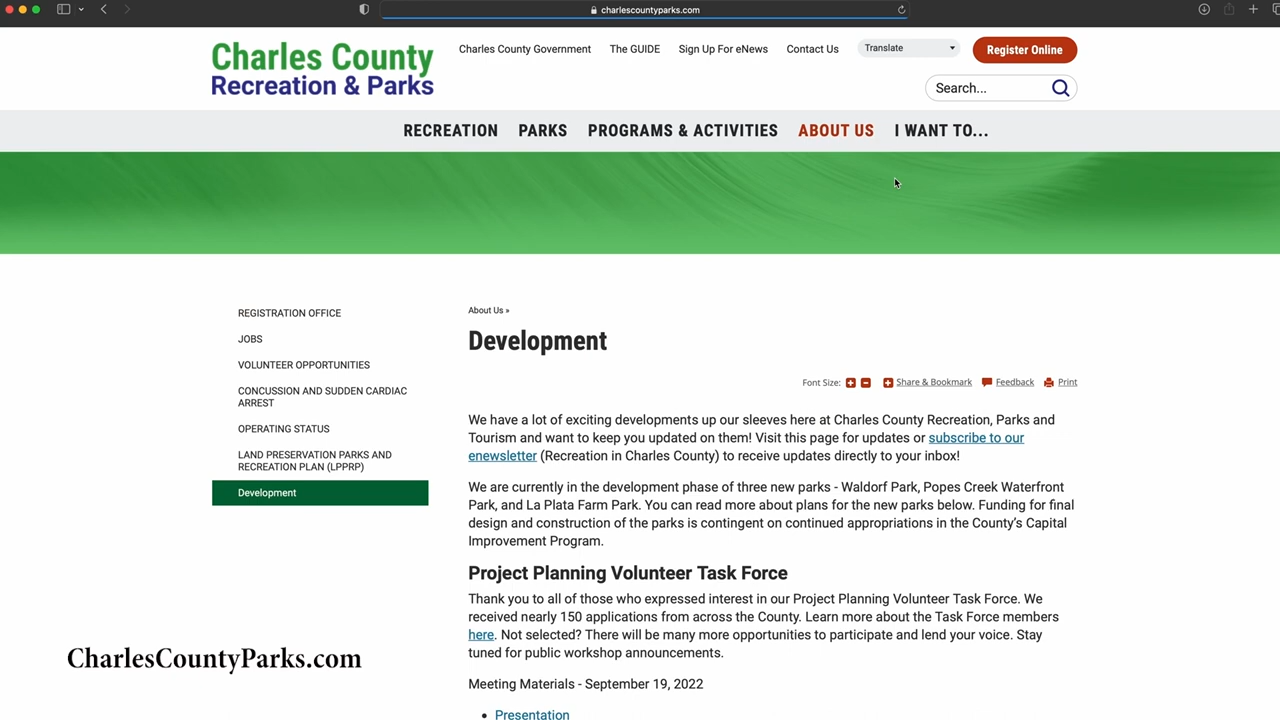 charlescountyparks.com
Charles County
Recreation & Parks
Charles County Government
The GUIDE
Sign Up For eNews
Contact Us
Translate
Register Online
Search...
RECREATION
PARKS
PROGRAMS & ACTIVITIES
ABOUT US
I WANT TO...
REGISTRATION OFFICE
JOBS
VOLUNTEER OPPORTUNITIES
CONCUSSION AND SUDDEN CARDIAC
ARREST
OPERATING STATUS
LAND PRESERVATION PARKS AND
RECREATION PLAN (LPPRP)
Development
About Us »
Development
Font Size:
Share & Bookmark
Feedback
Print
We have a lot of exciting developments up our sleeves here at Charles County Recreation, Parks and
Tourism and want to keep you updated on them! Visit this page for updates or subscribe to our
enewsletter (Recreation in Charles County) to receive updates directly to your inbox!
We are currently in the development phase of three new parks - Waldorf Park, Popes Creek Waterfront
Park, and La Plata Farm Park. You can read more about plans for the new parks below. Funding for final
design and construction of the parks is contingent on continued appropriations in the County's Capital
Improvement Program.
Project Planning Volunteer Task Force
Thank you to all of those who expressed interest in our Project Planning Volunteer Task Force. We
received nearly 150 applications from across the County. Learn more about the Task Force members
here. Not selected? There will be many more opportunities to participate and lend your voice. Stay
tuned for public workshop announcements.
Meeting Materials - September 19, 2022
• Presentation
CharlesCountyParks.com